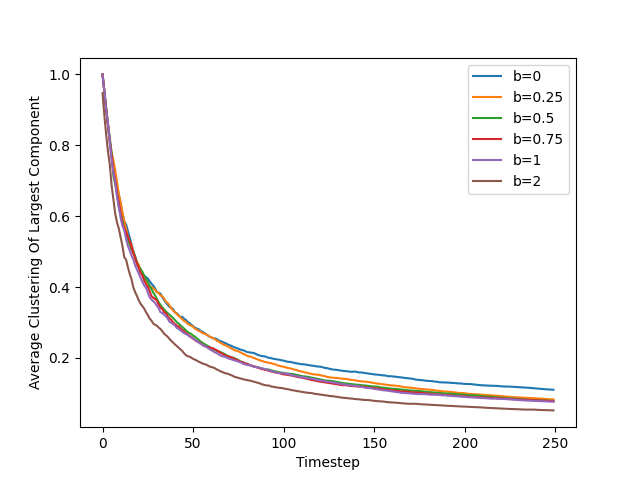 1.0
0.8
0.6
0.4
0.2
Average Clustering Of Largest Component
0
50
100
150
200
250
Timestep
b=0
b=0.25
b=0.5
b=0.75
b=1
b=2